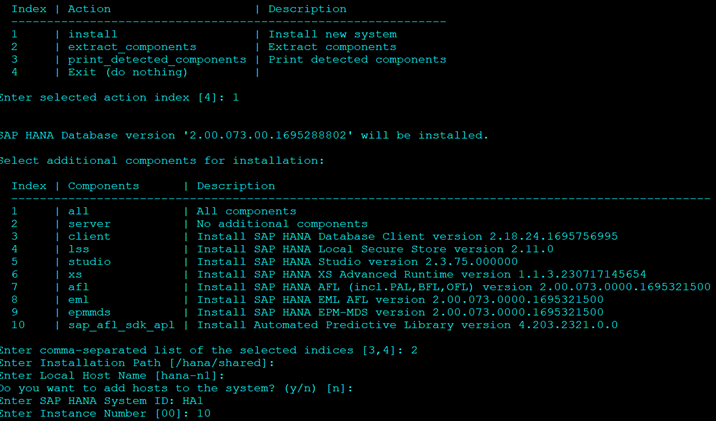 Index | Action | Description
------------------------------------------------------------------
1 | install | Install new system
2 | extract_components | Extract components
3 | print_detected_components | Print detected components
4 | Exit (do nothing) |
Enter selected action index [4]: 1
SAP HANA Database version '2.00.073.00.1695288802' will be installed.
Select additional components for installation:
Index | Components | Description
----------------------------------------------------------------------------------------------------------
1 | all | All components
2 | server | No additional components
3 | client | Install SAP HANA Database Client version 2.18.24.1695756995
4 | lss | Install SAP HANA Local Secure Store version 2.11.0
5 | studio | Install SAP HANA Studio version 2.3.75.000000
6 | xs | Install SAP HANA XS Advanced Runtime version 1.1.3.230717145654
7 | afl | Install SAP HANA AFL (incl.PAL,BFL,OFL) version 2.00.073.0000.1695321500
8 | eml | Install SAP HANA EML AFL version 2.00.073.0000.1695321500
9 | epmmds | Install SAP HANA EPM-MDS version 2.00.073.0000.1695321500
10 | sap_afl_sdk_apl | Install Automated Predictive Library version 4.203.2321.0.0
Enter comma-separated list of the selected indices [3,4]: 2
Enter Installation Path [/hana/shared]:
Enter Local Host Name [hana-n1]:
Do you want to add hosts to the system? (y/n) [n]:
Enter SAP HANA System ID: HA1
Enter Instance Number [00]: 10